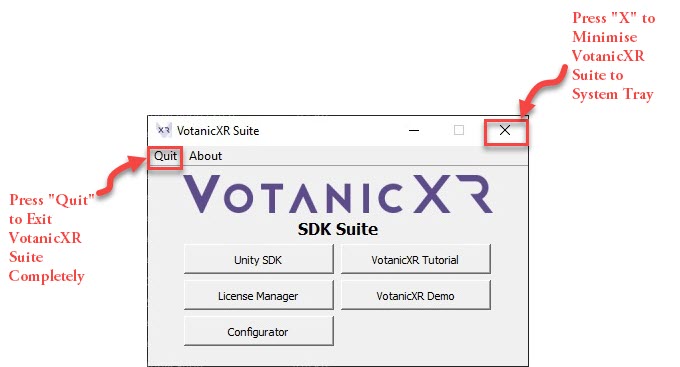 Press "X" to
Minimise
VotanicXR
Suite to
System Tray
XR VotanicXR Suite
Quit About
Press "Quit"
to Exit
VotanicXR
Suite
Completely
VOTANICXR
SDK Suite
Unity SDK VotanicXR Tutorial
License Manager VotanicXR Demo
Configurator